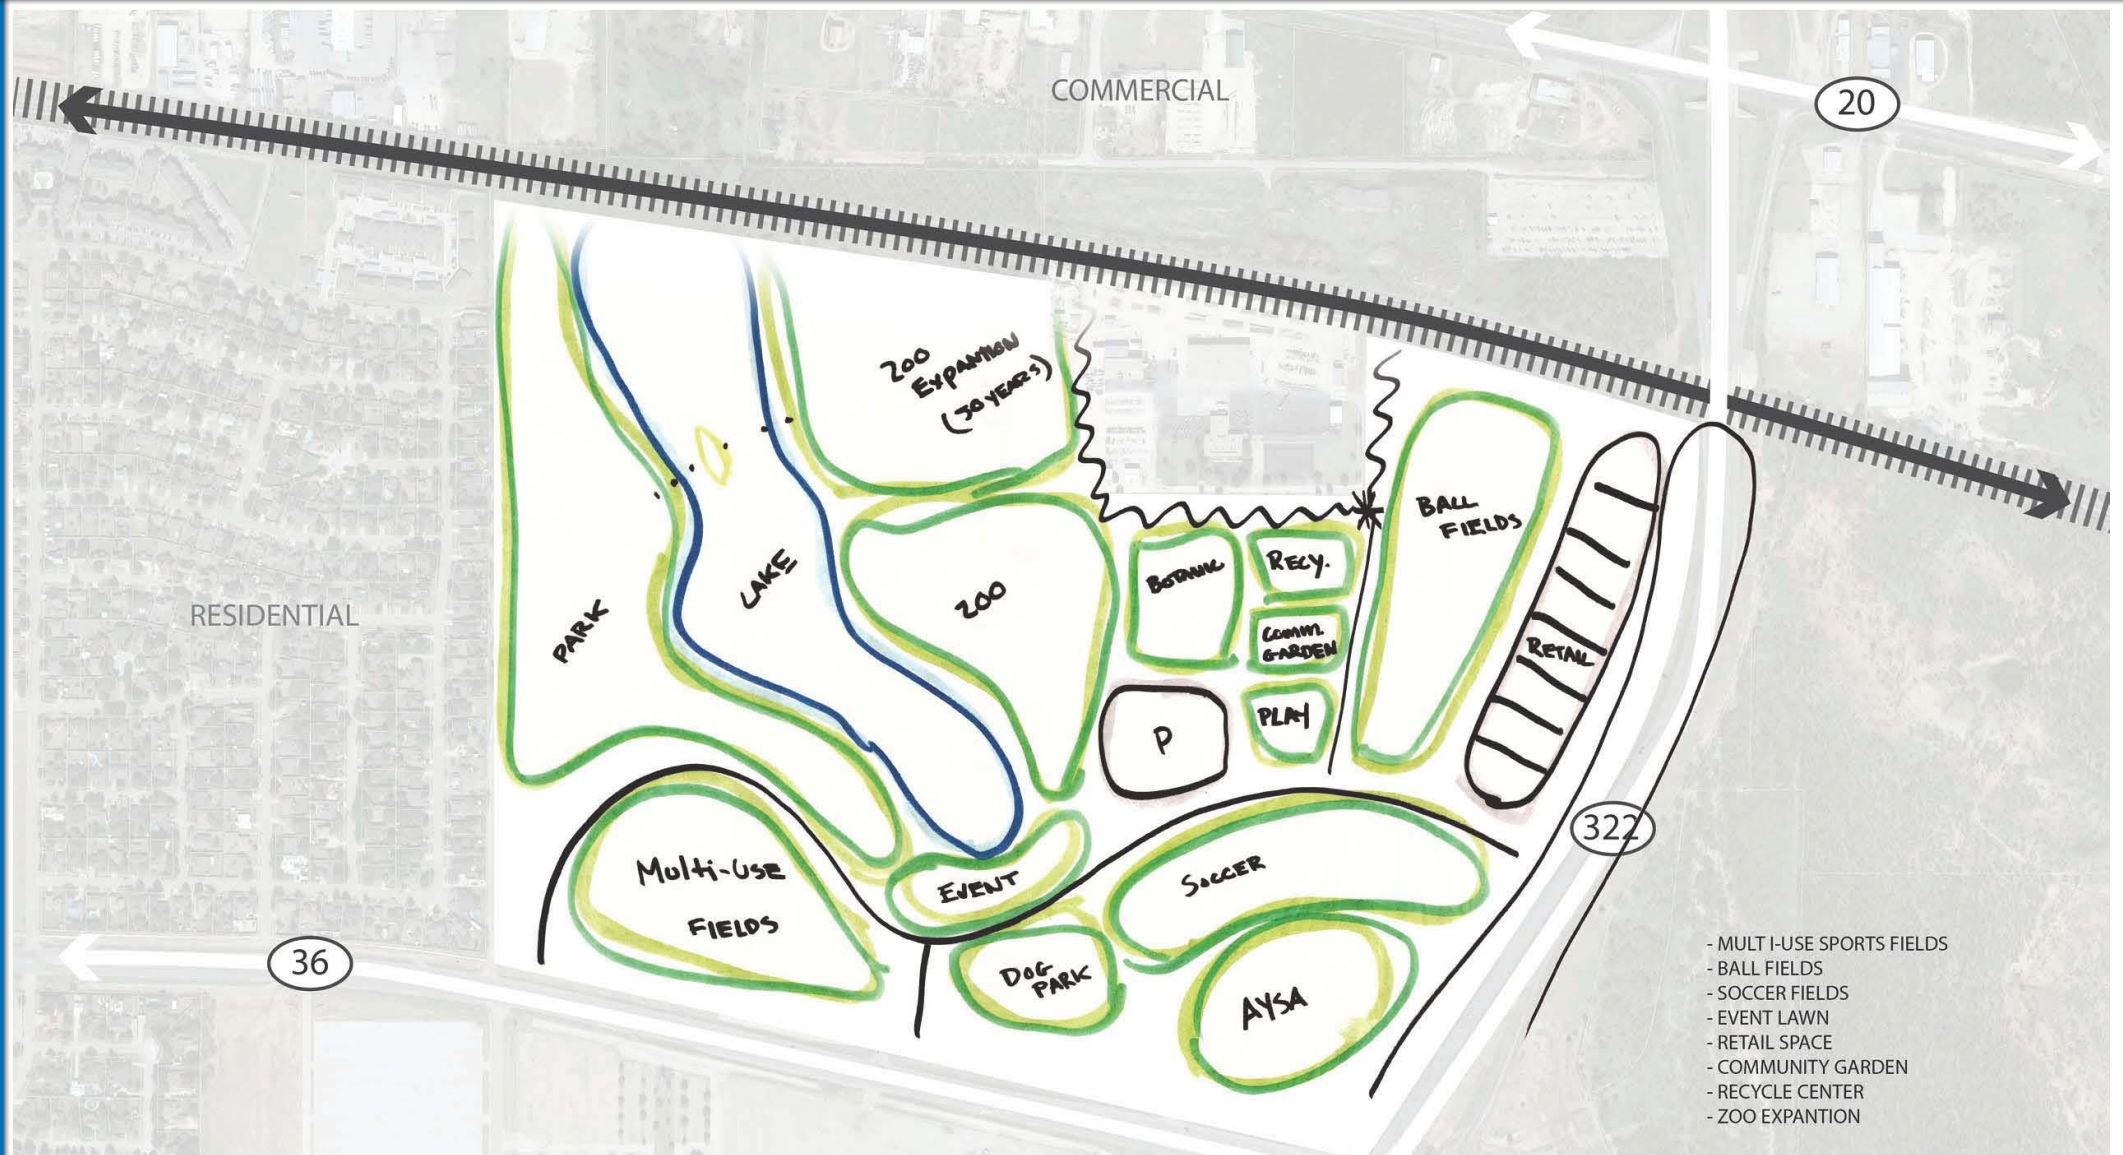 COMMERCIAL
20
ZOO
EXPANTION
(30 YEARS)
BALL
FIELDS
BOTANIC
RECY.
LAKE
ZOO
RESIDENTIAL
PARK
COMM.
GARDEN
RETAIL
PLAY
P
322
Multi-USE
FIELDS
EVENT
SOCCER
36
DOG
PARK
AYSA
- MULT I-USE SPORTS FIELDS
- BALL FIELDS
- SOCCER FIELDS
- EVENT LAWN
- RETAIL SPACE
- COMMUNITY GARDEN
- RECYCLE CENTER
- ZOO EXPANTION